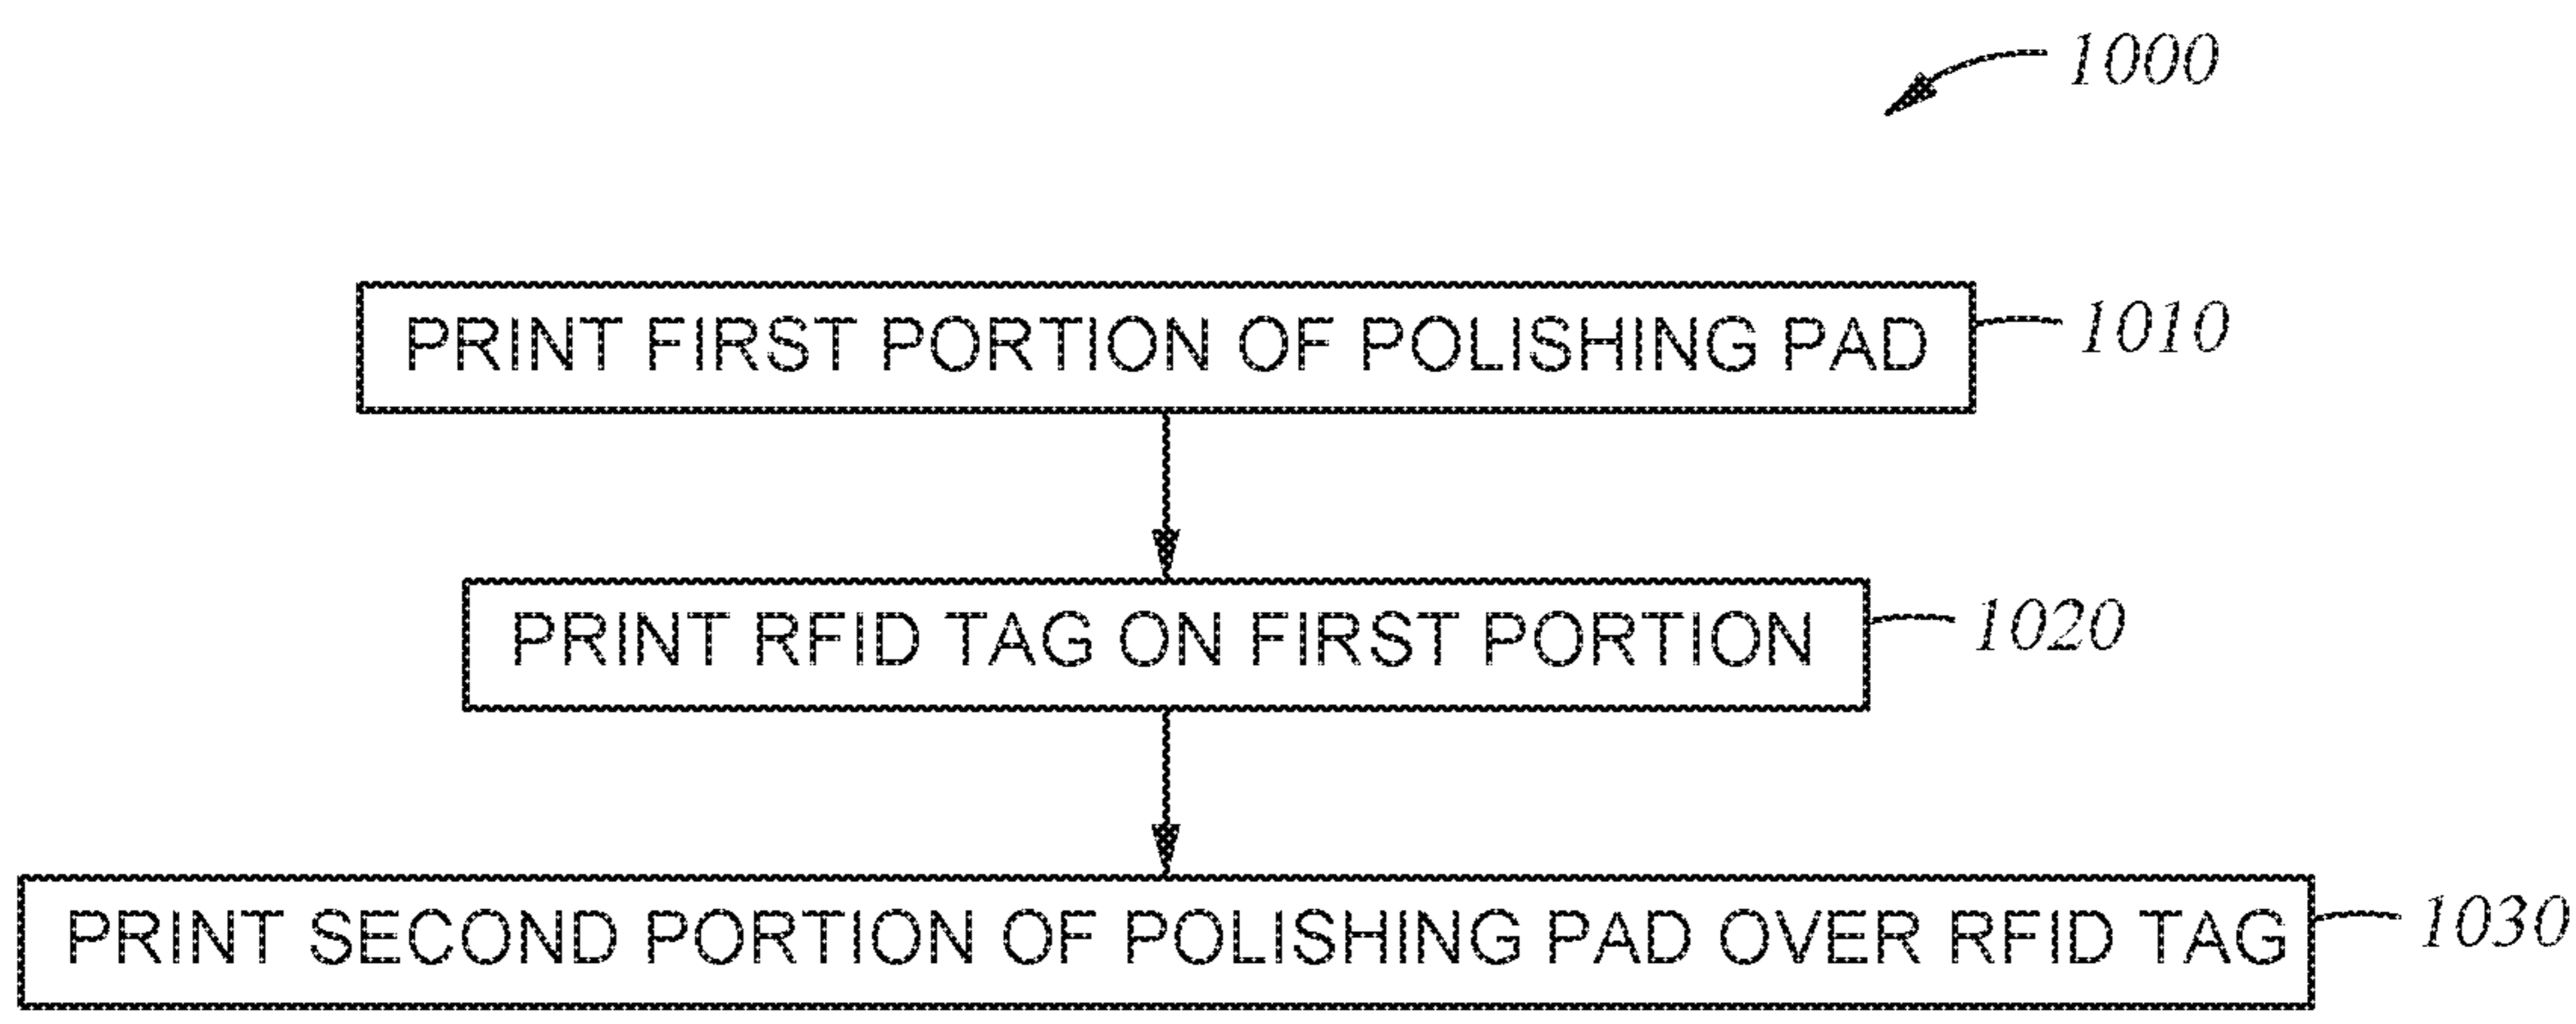 1000
PRINT FIRST PORTION OF POLISHING PAD 1010
PRINT RFID TAG ON FIRST PORTION 1020
PRINT SECOND PORTION OF POLISHING PAD OVER RFID TAG 1030